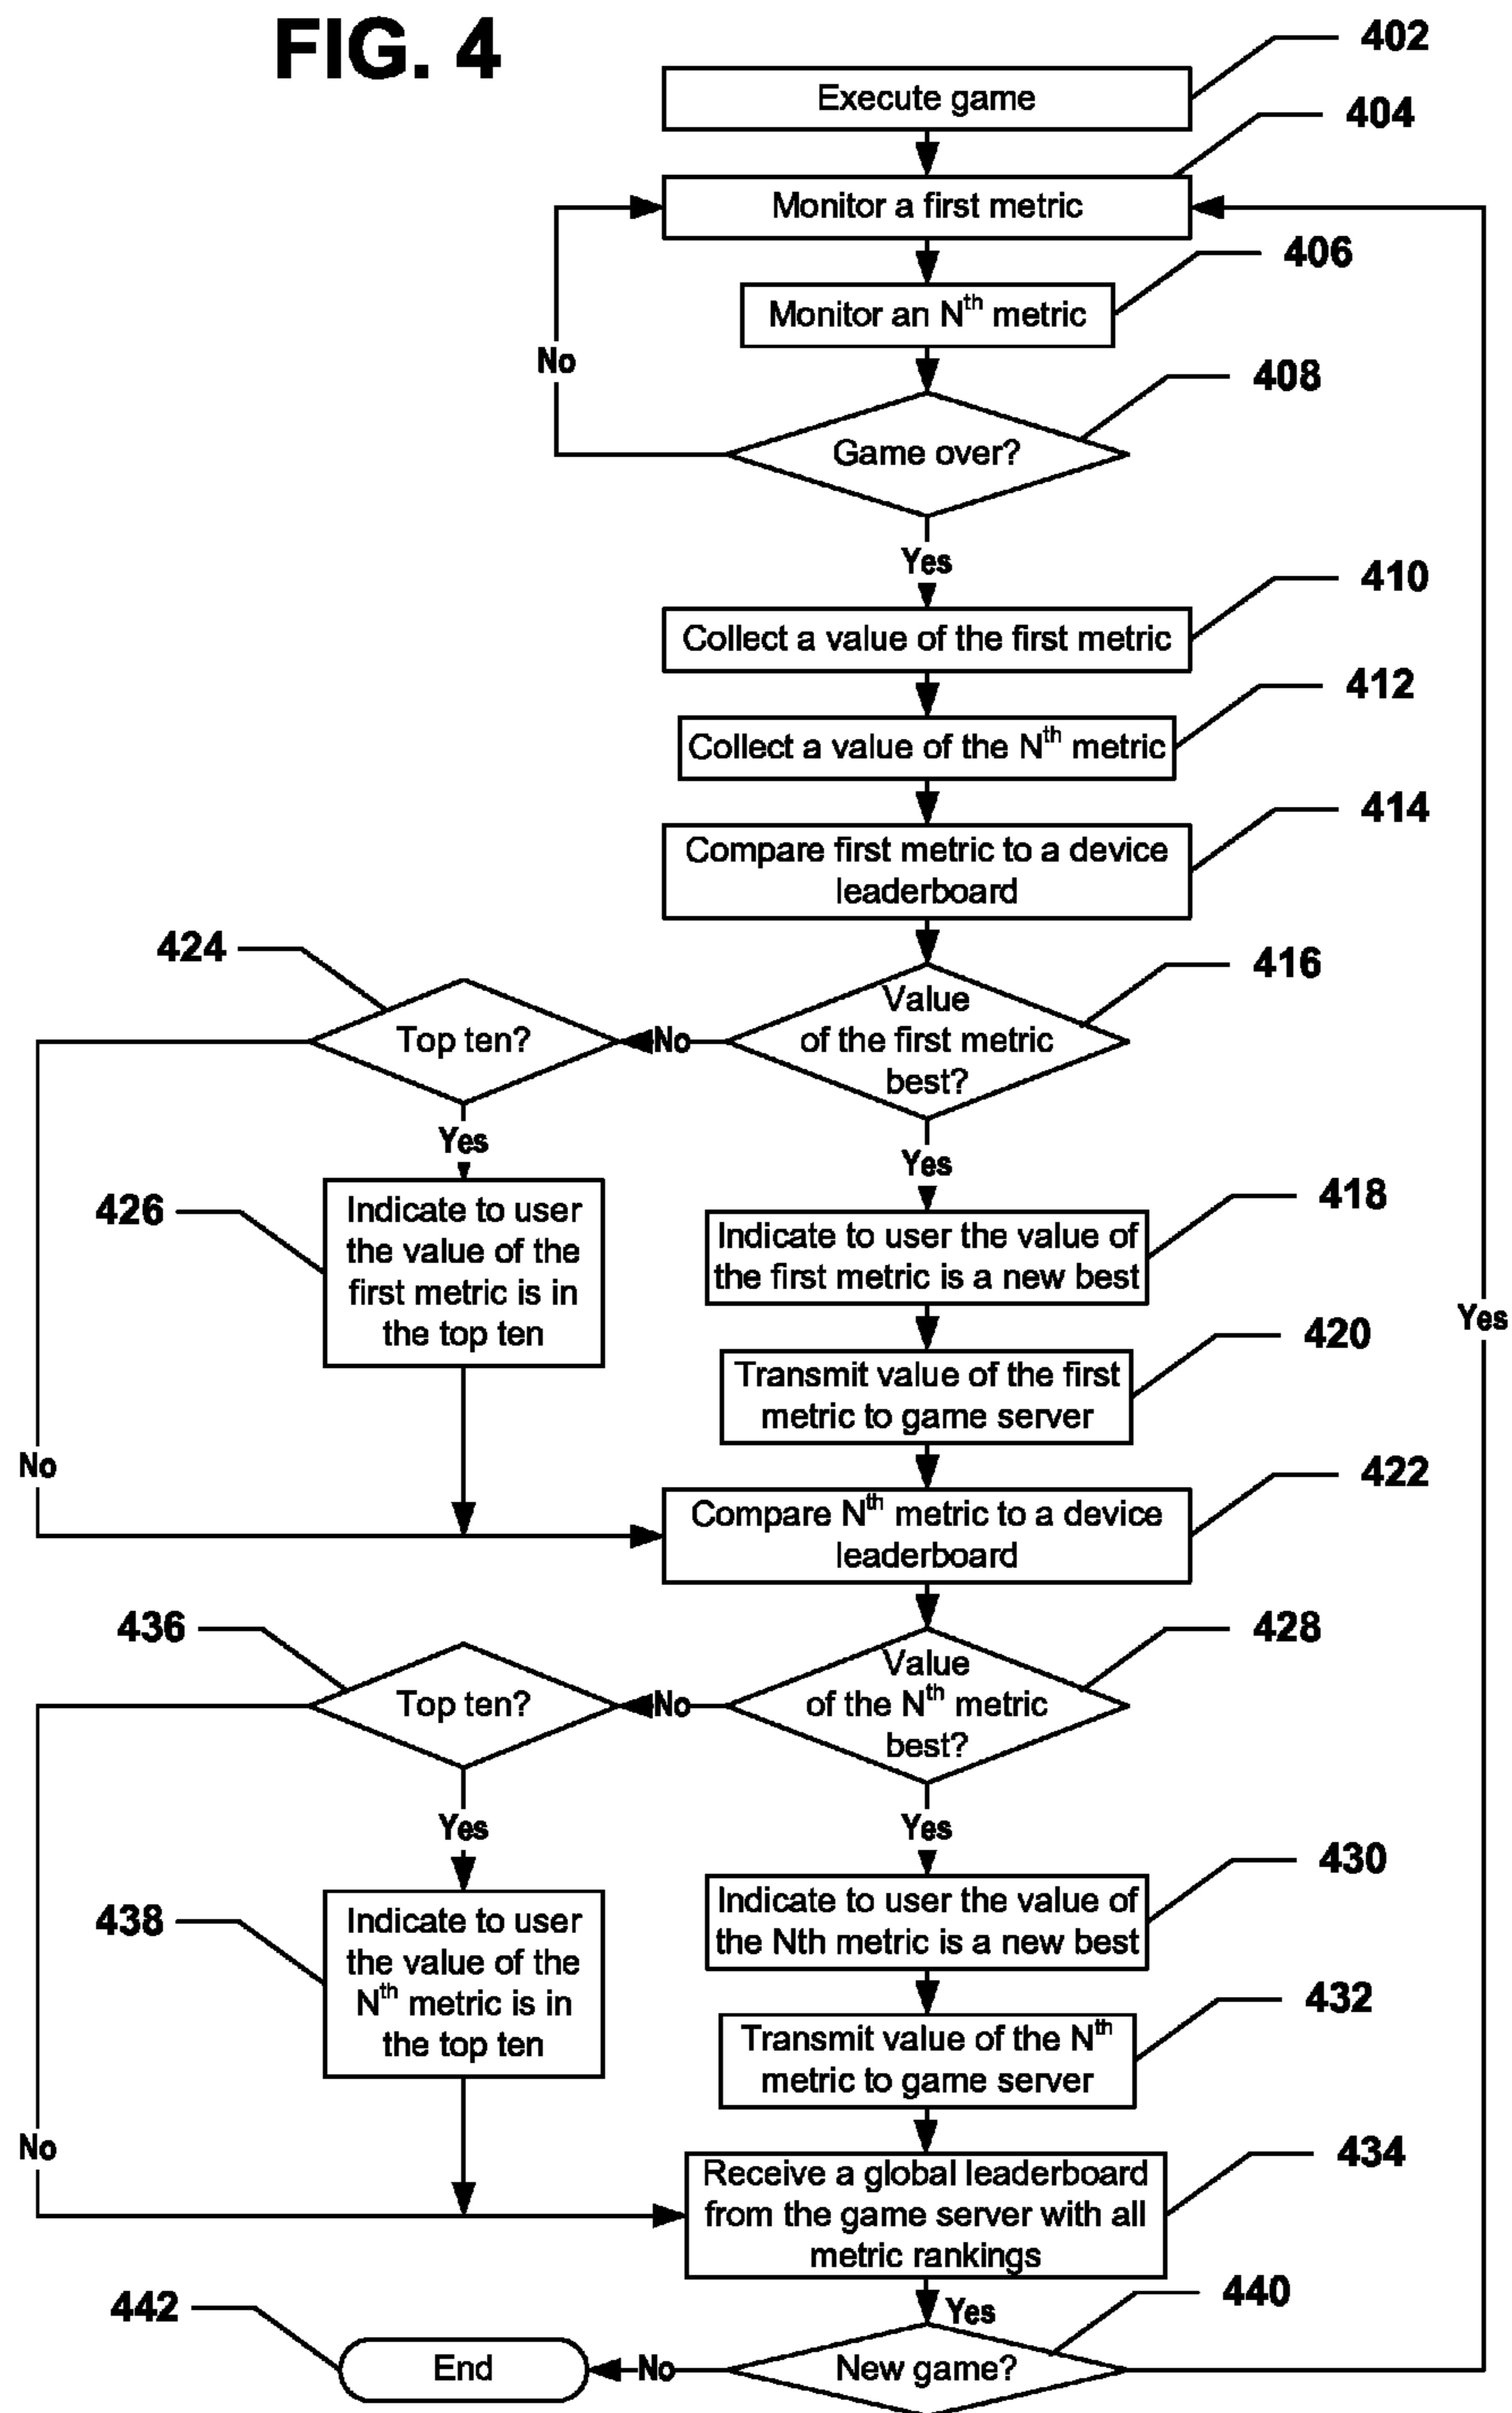 FIG. 4
402
Execute game
404
Monitor a first metric
406
Monitor an Nth metric
No
408
Game over?
Yes
410
Collect a value of the first metric
412
Collect a value of the Nth metric
414
Compare first metric to a device
leaderboard
424
416
Top ten?
No
Value
of the first metric
best?
Yes
Yes
426
Indicate to user
the value of the
first metric is in
the top ten
418
Indicate to user the value of
the first metric is a new best
Yes
420
Transmit value of the first
metric to game server
No
422
Compare Nth metric to a device
leaderboard
436
428
Top ten?
No
Value
of the Nth metric
best?
Yes
Yes
438
Indicate to user
the value of the
Nth metric is in
the top ten
430
Indicate to user the value of
the Nth metric is a new best
432
Transmit value of the Nth
metric to game server
No
434
Receive a global leaderboard
from the game server with all
metric rankings
442
Yes
440
End
No
New game?